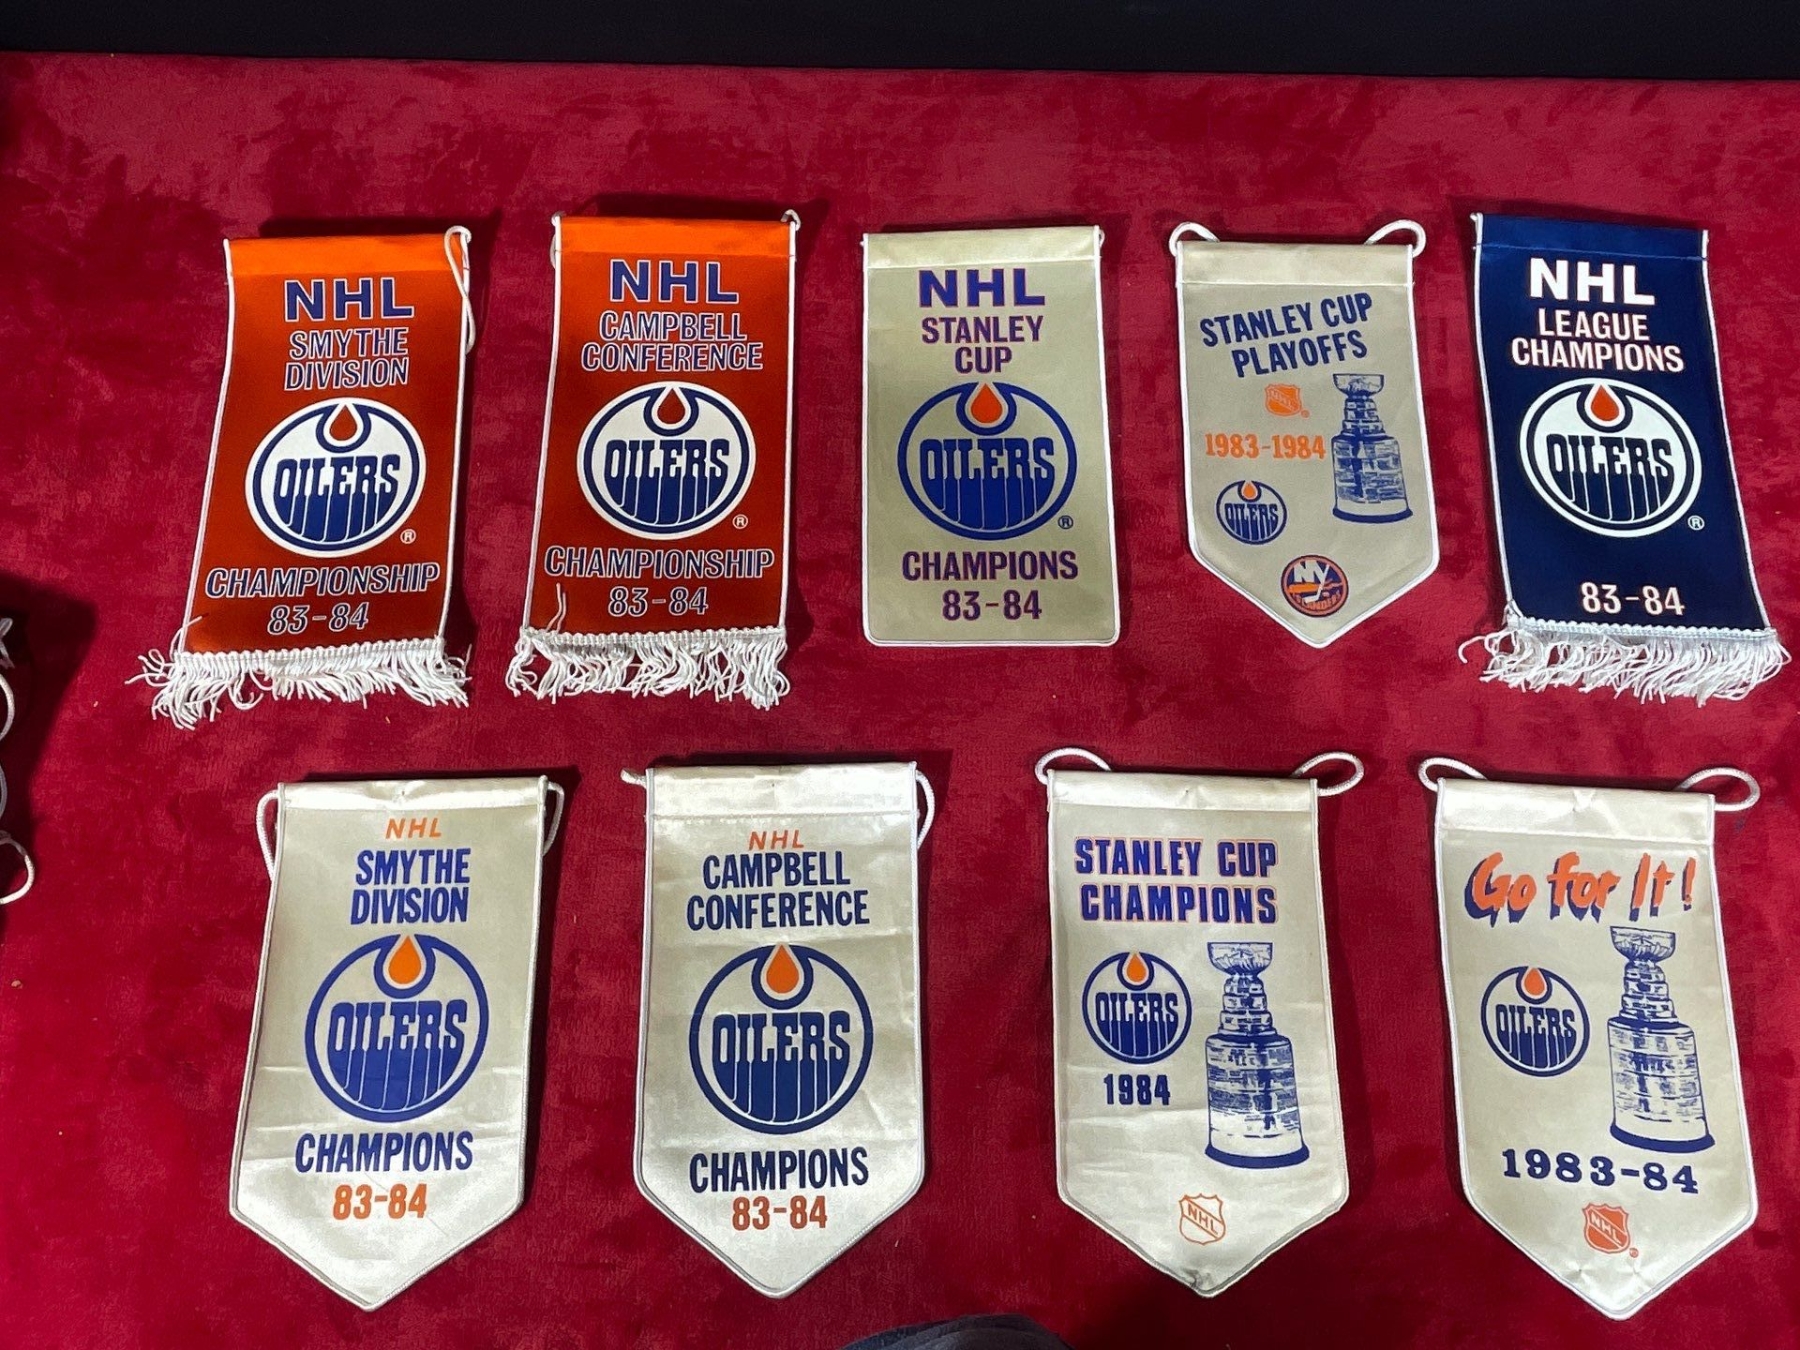 NHL
SMYTHE
DIVISION
OILERS
®
CHAMPIONSHIP
83-84
NHL
CAMPBELL
CONFERENCE
OILERS
®
CHAMPIONSHIP
83-84
NHL
STANLEY
CUP
OILERS
®
CHAMPIONS
83-84
STANLEY CUP
PLAYOFFS
NHL
®
1983-1984
OILERS
NY
ISLANDERS
NHL
LEAGUE
CHAMPIONS
OILERS
®
83-84
NHL
SMYTHE
DIVISION
OILERS
CHAMPIONS
83-84
NHL
CAMPBELL
CONFERENCE
OILERS
CHAMPIONS
83-84
STANLEY CUP
CHAMPIONS
OILERS
1984
NHL
Go for It!
OILERS
1983-84
NHL
®